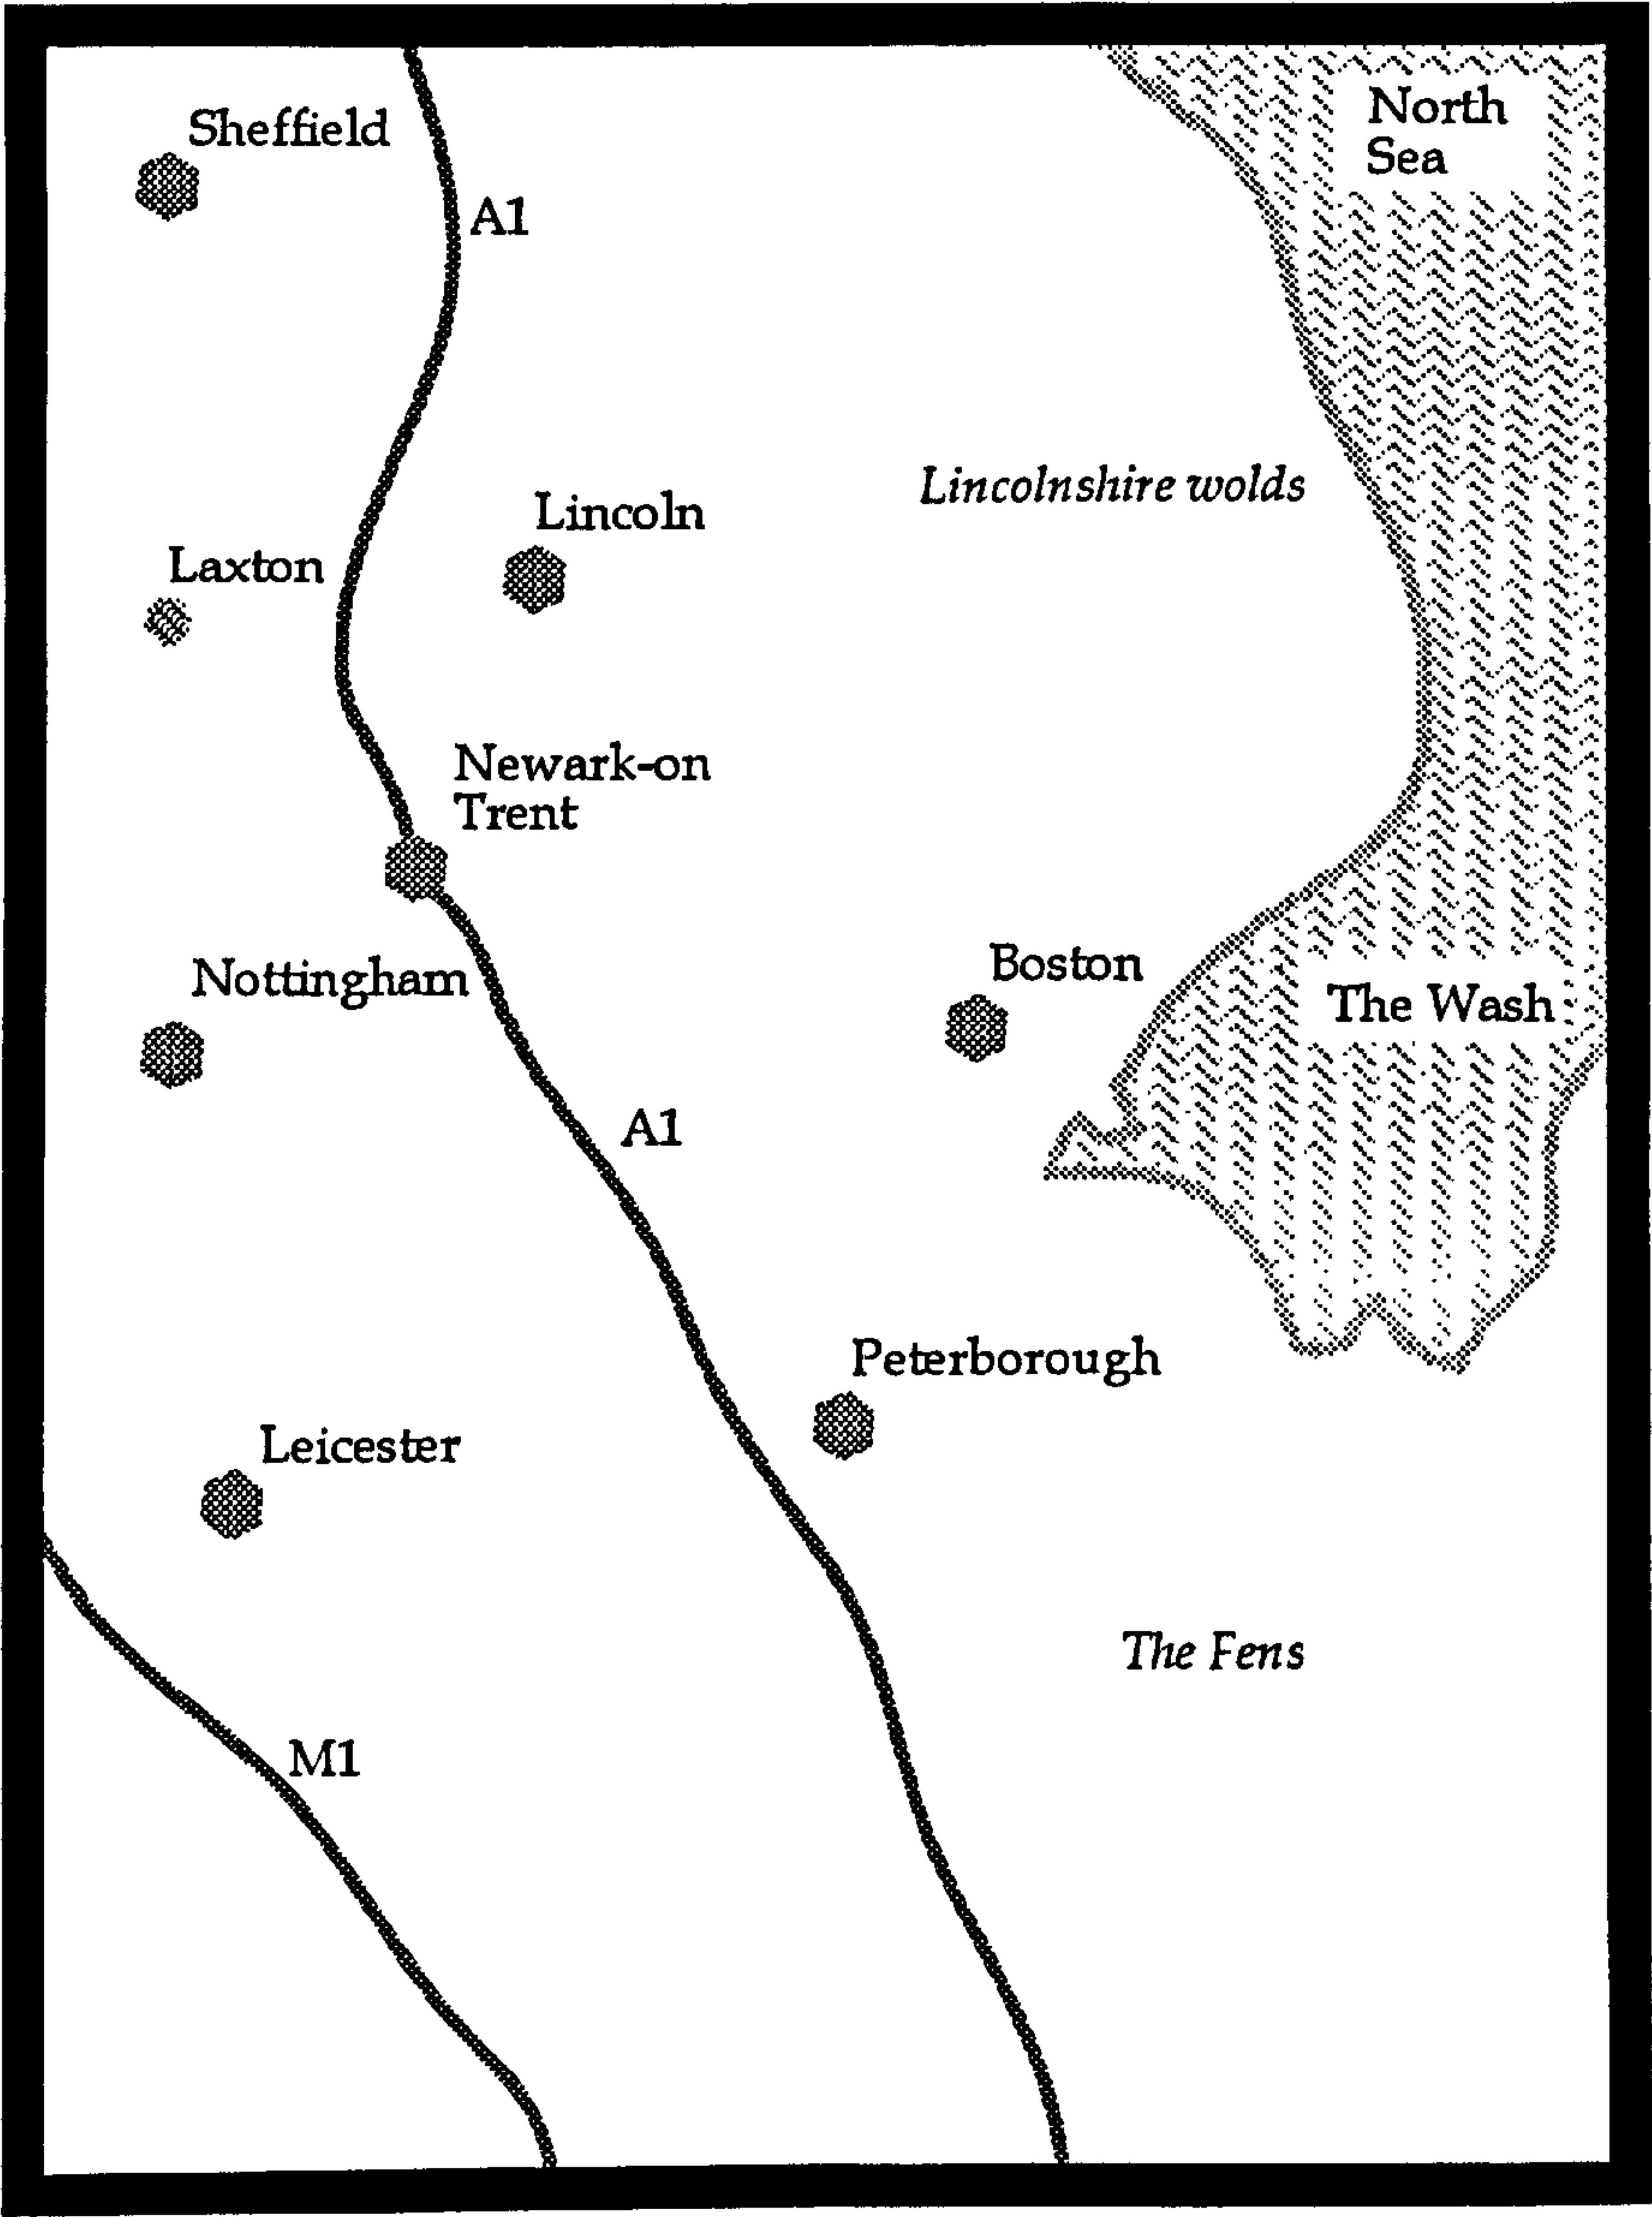 North
Sea
Sheffield
A1
Lincolnshire wolds
Lincoln
Laxton
Newark-on
Trent
Boston
Nottingham
The Wash
A1
Peterborough
Leicester
The Fens
M1